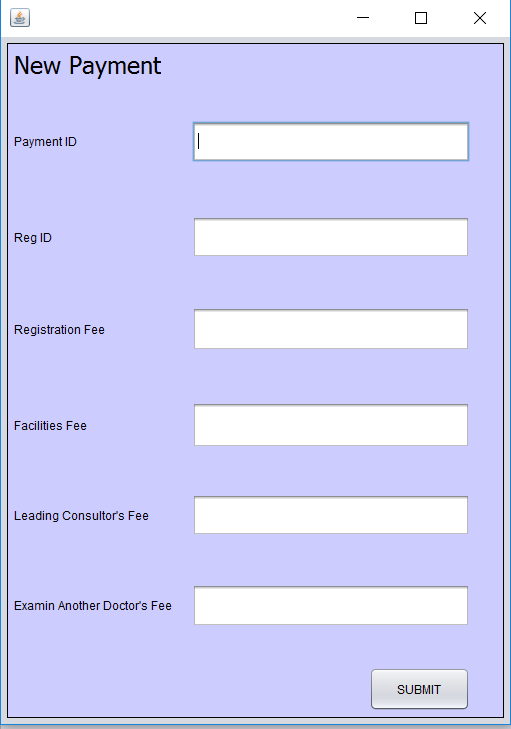 New Payment
Payment ID
Reg ID
Registration Fee
Facilities Fee
Leading Consultor's Fee
Examin Another Doctor's Fee
SUBMIT